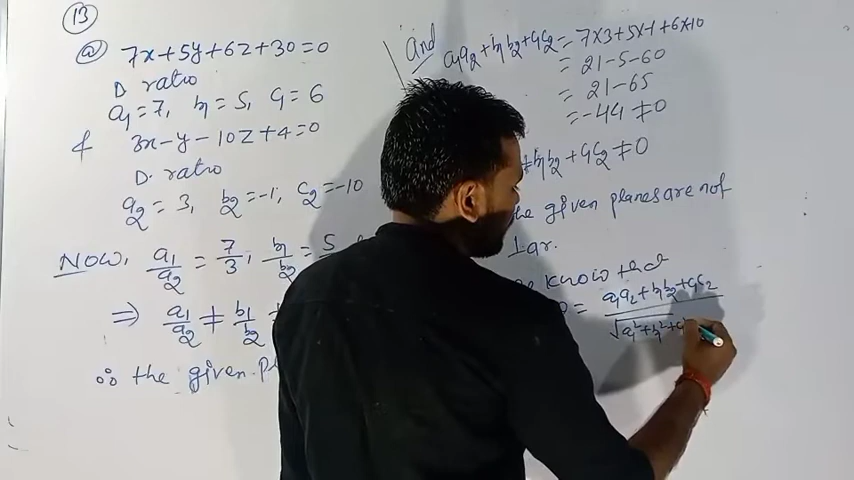 (13)
(a) 7x+5y+6z+30=0
D ratio
a₁=7, b₁=5, c₁=6
& 3x-y-10z+4=0
D. ratio
a₂=3, b₂=-1, c₂=-10
Now, a₁/a₂ = 7/3, b₁/b₂ = 5
⇒ a₁/a₂ ≠ b₁/b₂
∴ the given.
And a₁a₂+b₁b₂+c₁c₂=7×3+5×-1+6×10
= 21-5-60
= 21-65
=-44≠0
+b₁b₂+c₁c₂≠0
the given planes are not
⊥ar.
know that
= a₁a₂+b₁b₂+c₁c₂
√a₁²+b₁²+c₁²